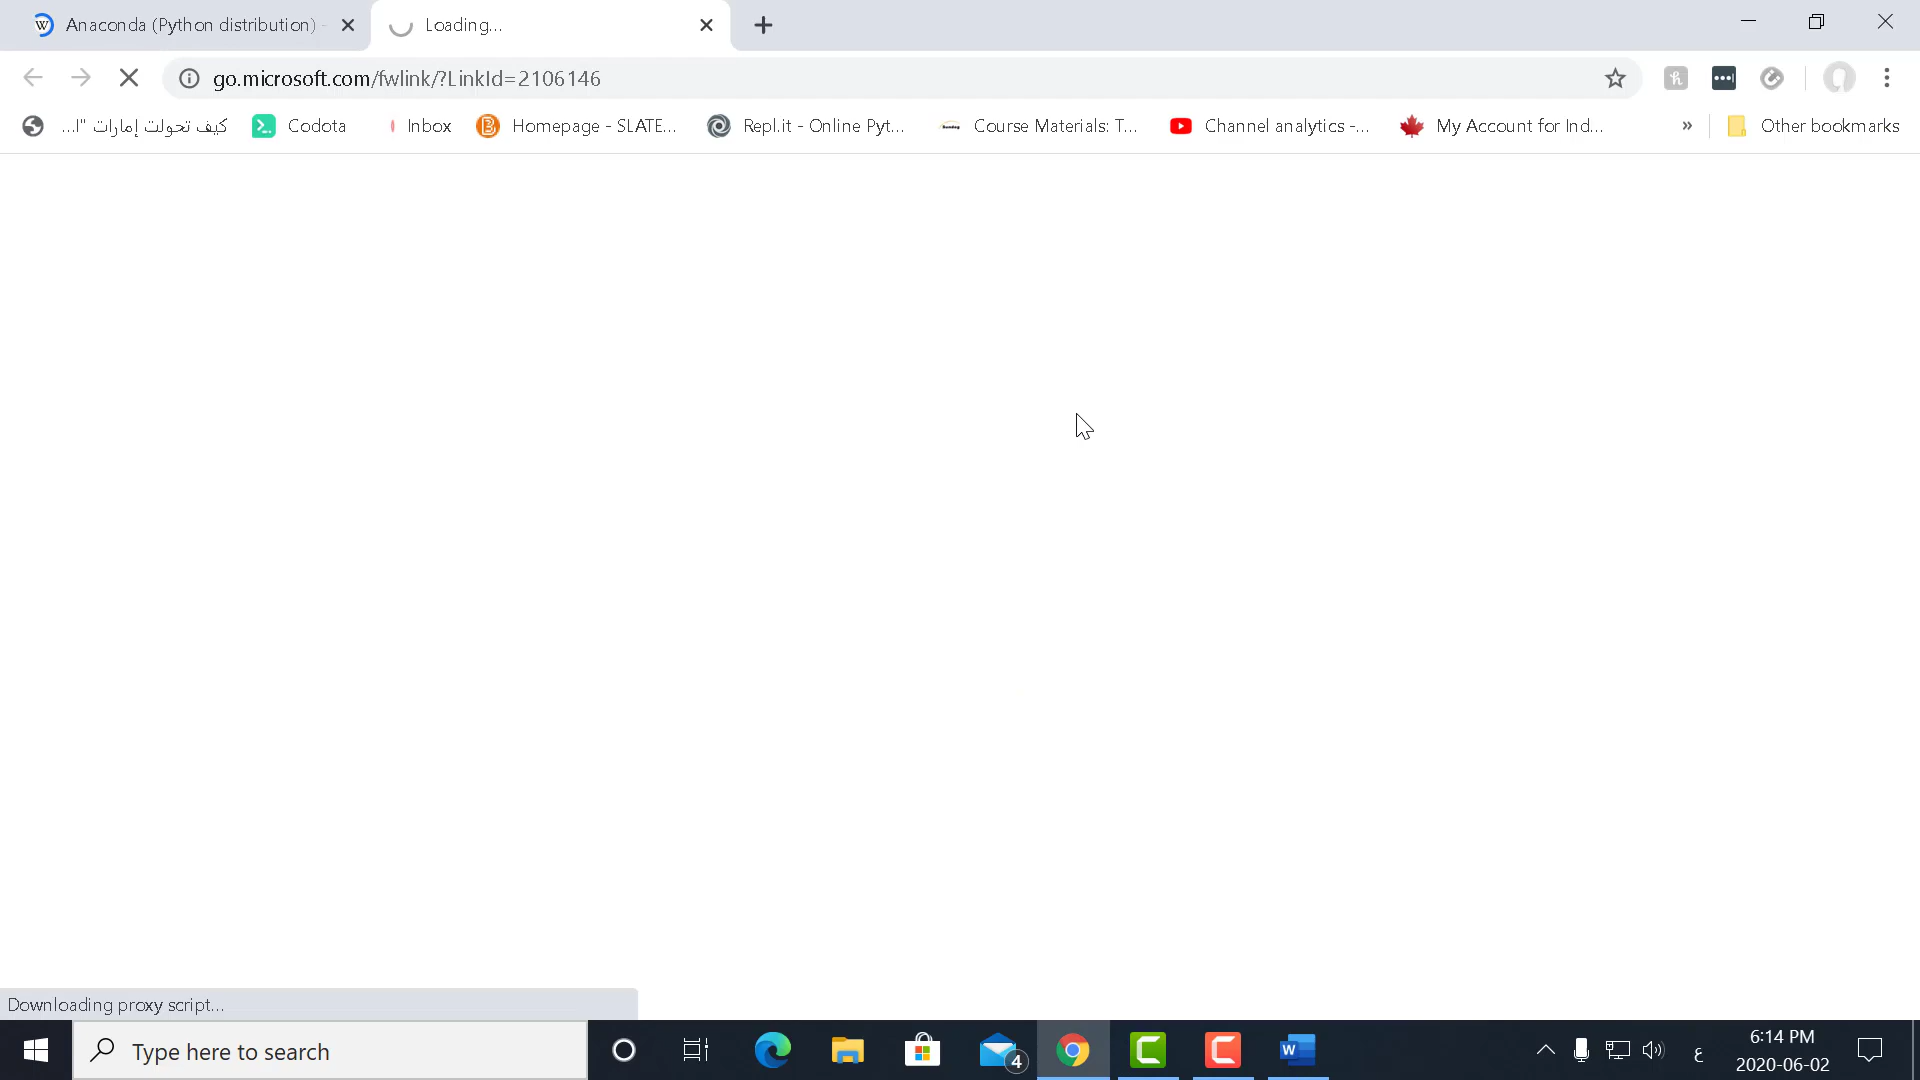 Anaconda (Python distribution) -
Loading...
go.microsoft.com/fwlink/?LinkId=2106146
كيف تحولت إمارات "ا...
Codota
Inbox
Homepage - SLATE...
Repl.it - Online Pyt...
Course Materials: T...
Channel analytics -...
My Account for Ind...
»
Other bookmarks
Downloading proxy script...
Type here to search
4
ع
6:14 PM
2020-06-02